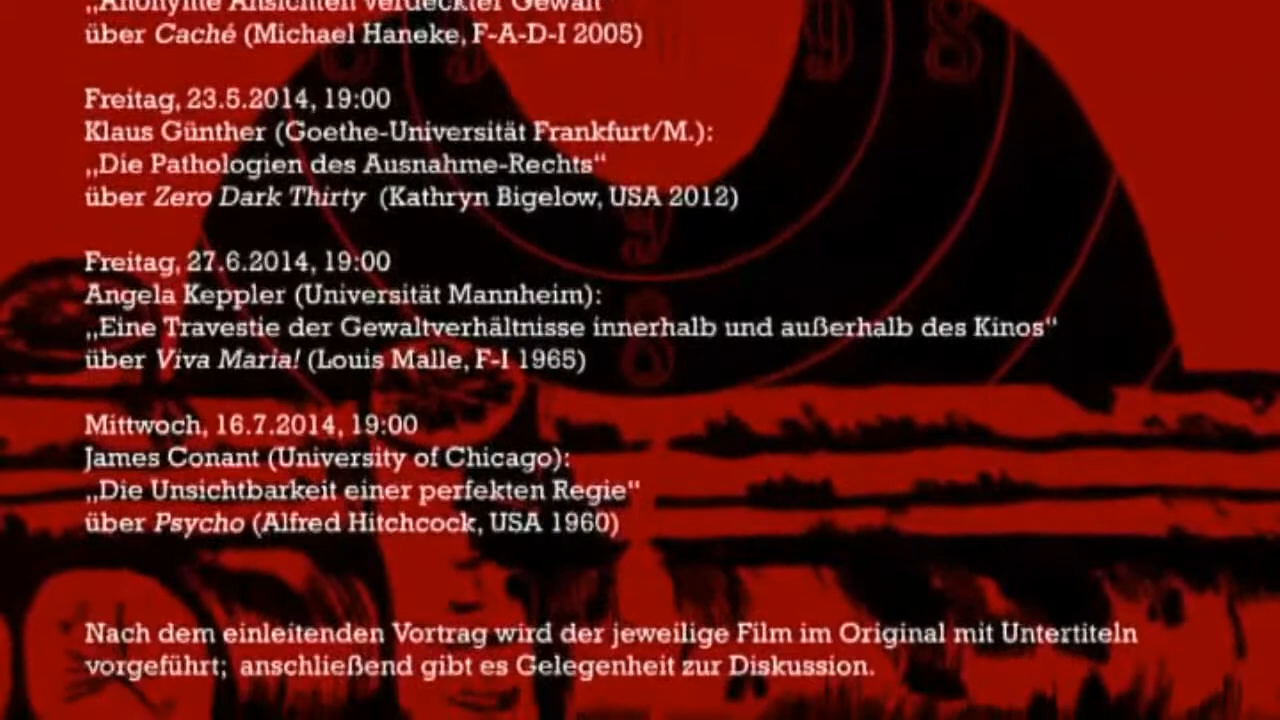 „Anonyme Ansichten verdeckter Gewalt“
über Caché (Michael Haneke, F-A-D-I 2005)
Freitag, 23.5.2014, 19:00
Klaus Günther (Goethe-Universität Frankfurt/M.):
„Die Pathologien des Ausnahme-Rechts“
über Zero Dark Thirty (Kathryn Bigelow, USA 2012)
Freitag, 27.6.2014, 19:00
Angela Keppler (Universität Mannheim):
„Eine Travestie der Gewaltverhältnisse innerhalb und außerhalb des Kinos“
über Viva Maria! (Louis Malle, F-I 1965)
Mittwoch, 16.7.2014, 19:00
James Conant (University of Chicago):
„Die Unsichtbarkeit einer perfekten Regie“
über Psycho (Alfred Hitchcock, USA 1960)
Nach dem einleitenden Vortrag wird der jeweilige Film im Original mit Untertiteln
vorgeführt; anschließend gibt es Gelegenheit zur Diskussion.